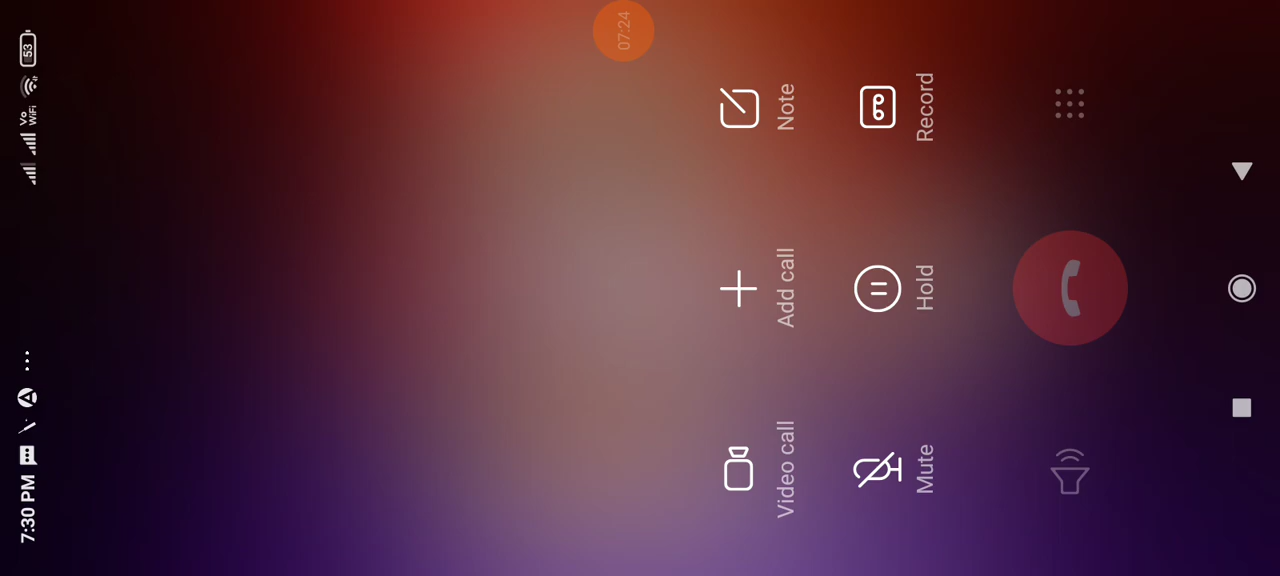 7:30 PM
Vo
WiFi
53
07:24
Video call
Add call
Note
Mute
Hold
Record